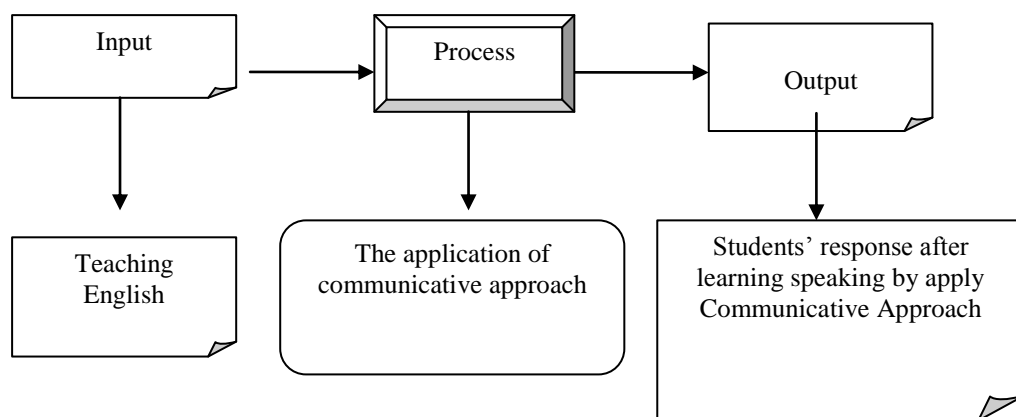 Input
Process
Output
Teaching
English
The application of
communicative approach
Students’ response after
learning speaking by apply
Communicative Approach